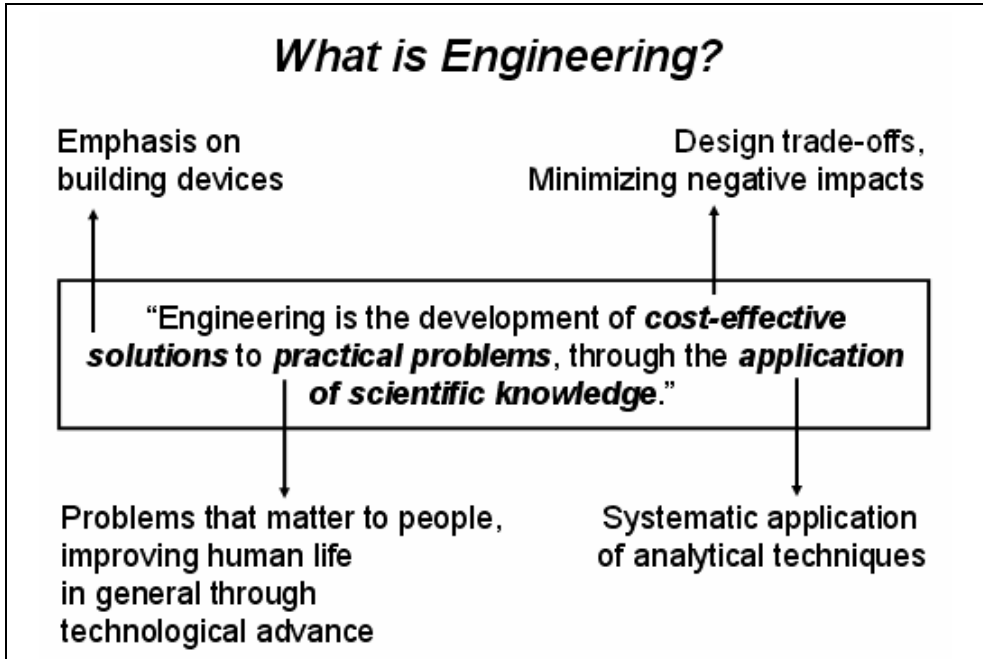 What is Engineering?
Emphasis on
building devices
Design trade-offs,
Minimizing negative impacts
“Engineering is the development of cost-effective
solutions to practical problems, through the application
of scientific knowledge.”
Problems that matter to people,
improving human life
in general through
technological advance
Systematic application
of analytical techniques